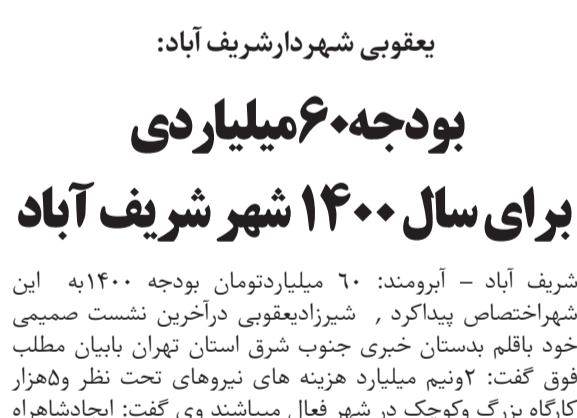 یعقوبی شهردارشریف آباد:
بودجه۶۰میلیاردی
برای سال ۱۴۰۰ شهر شریف آباد
شریف آباد - آبرومند: ٦٠ میلیاردتومان بودجه ۱۴۰۰به این
شهراختصاص پیداکرد , شیرزادیعقوبی درآخرین نشست صمیمی
خود باقلم بدستان خبری جنوب شرق استان تهران بابیان مطلب
فوق گفت: ۲ونیم میلیارد هزینه های نیروهای تحت نظر و۵هزار
کارگاه بزرگ وکوچک در شهر فعال میباشند وی گفت: ایجادشاهراه